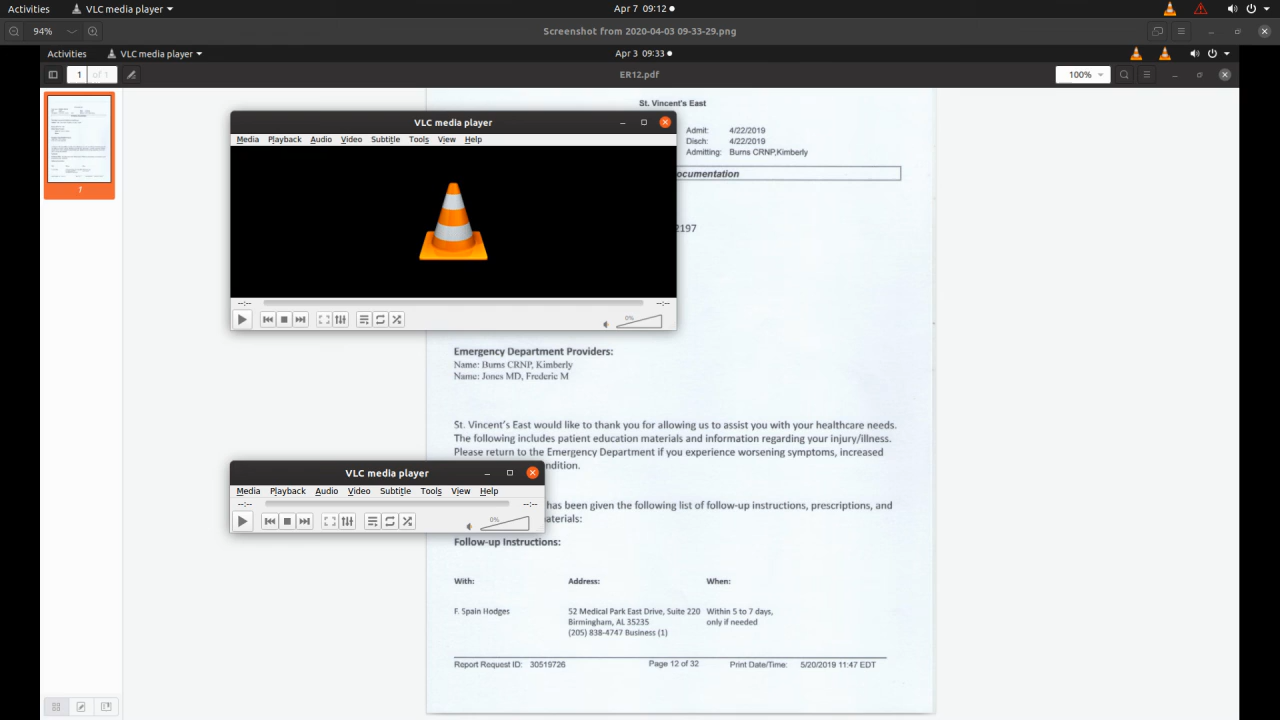 Activities VLC media player Apr 7 09:12
94% Screenshot from 2020-04-03 09-33-29.png
Activities VLC media player Apr 3 09:33
1 of 1 ER12.pdf 100%
1
St. Vincent's East
Admit: 4/22/2019
Disch: 4/22/2019
Admitting: Burns CRNP,Kimberly
ocumentation
2197
VLC media player
Media Playback Audio Video Subtitle Tools View Help
--:-- --:--
0%
Emergency Department Providers:
Name: Burns CRNP, Kimberly
Name: Jones MD, Frederic M
St. Vincent's East would like to thank you for allowing us to assist you with your healthcare needs.
The following includes patient education materials and information regarding your injury/illness.
Please return to the Emergency Department if you experience worsening symptoms, increased
ndition.
VLC media player
Media Playback Audio Video Subtitle Tools View Help
--:-- --:--
0%
has been given the following list of follow-up instructions, prescriptions, and
aterials:
Follow-up Instructions:
With: Address: When:
F. Spain Hodges 52 Medical Park East Drive, Suite 220 Within 5 to 7 days,
Birmingham, AL 35235 only if needed
(205) 838-4747 Business (1)
Report Request ID: 30519726 Page 12 of 32 Print Date/Time: 5/20/2019 11:47 EDT